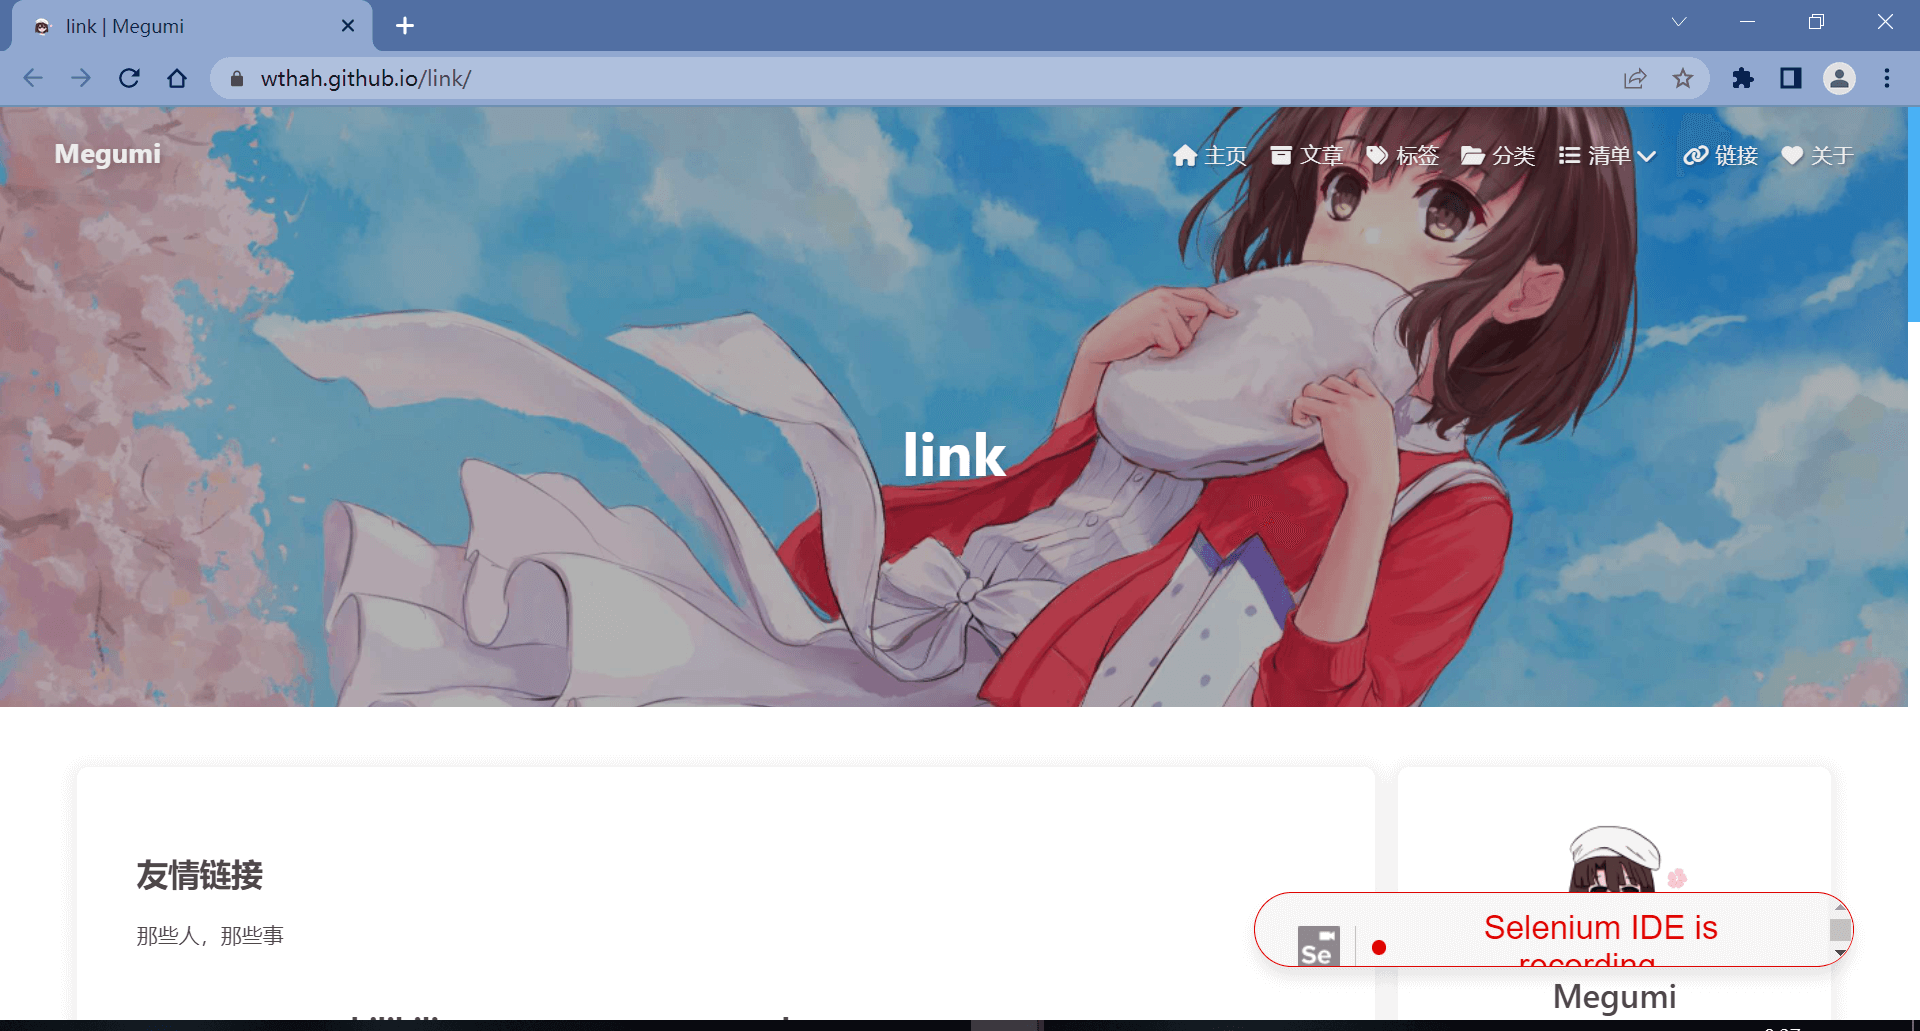 link | Megumi
wthah.github.io/link/
Megumi
主页 文章 标签 分类 清单 链接 关于
link
友情链接
那些人，那些事
Se
Selenium IDE is
recording
Megumi